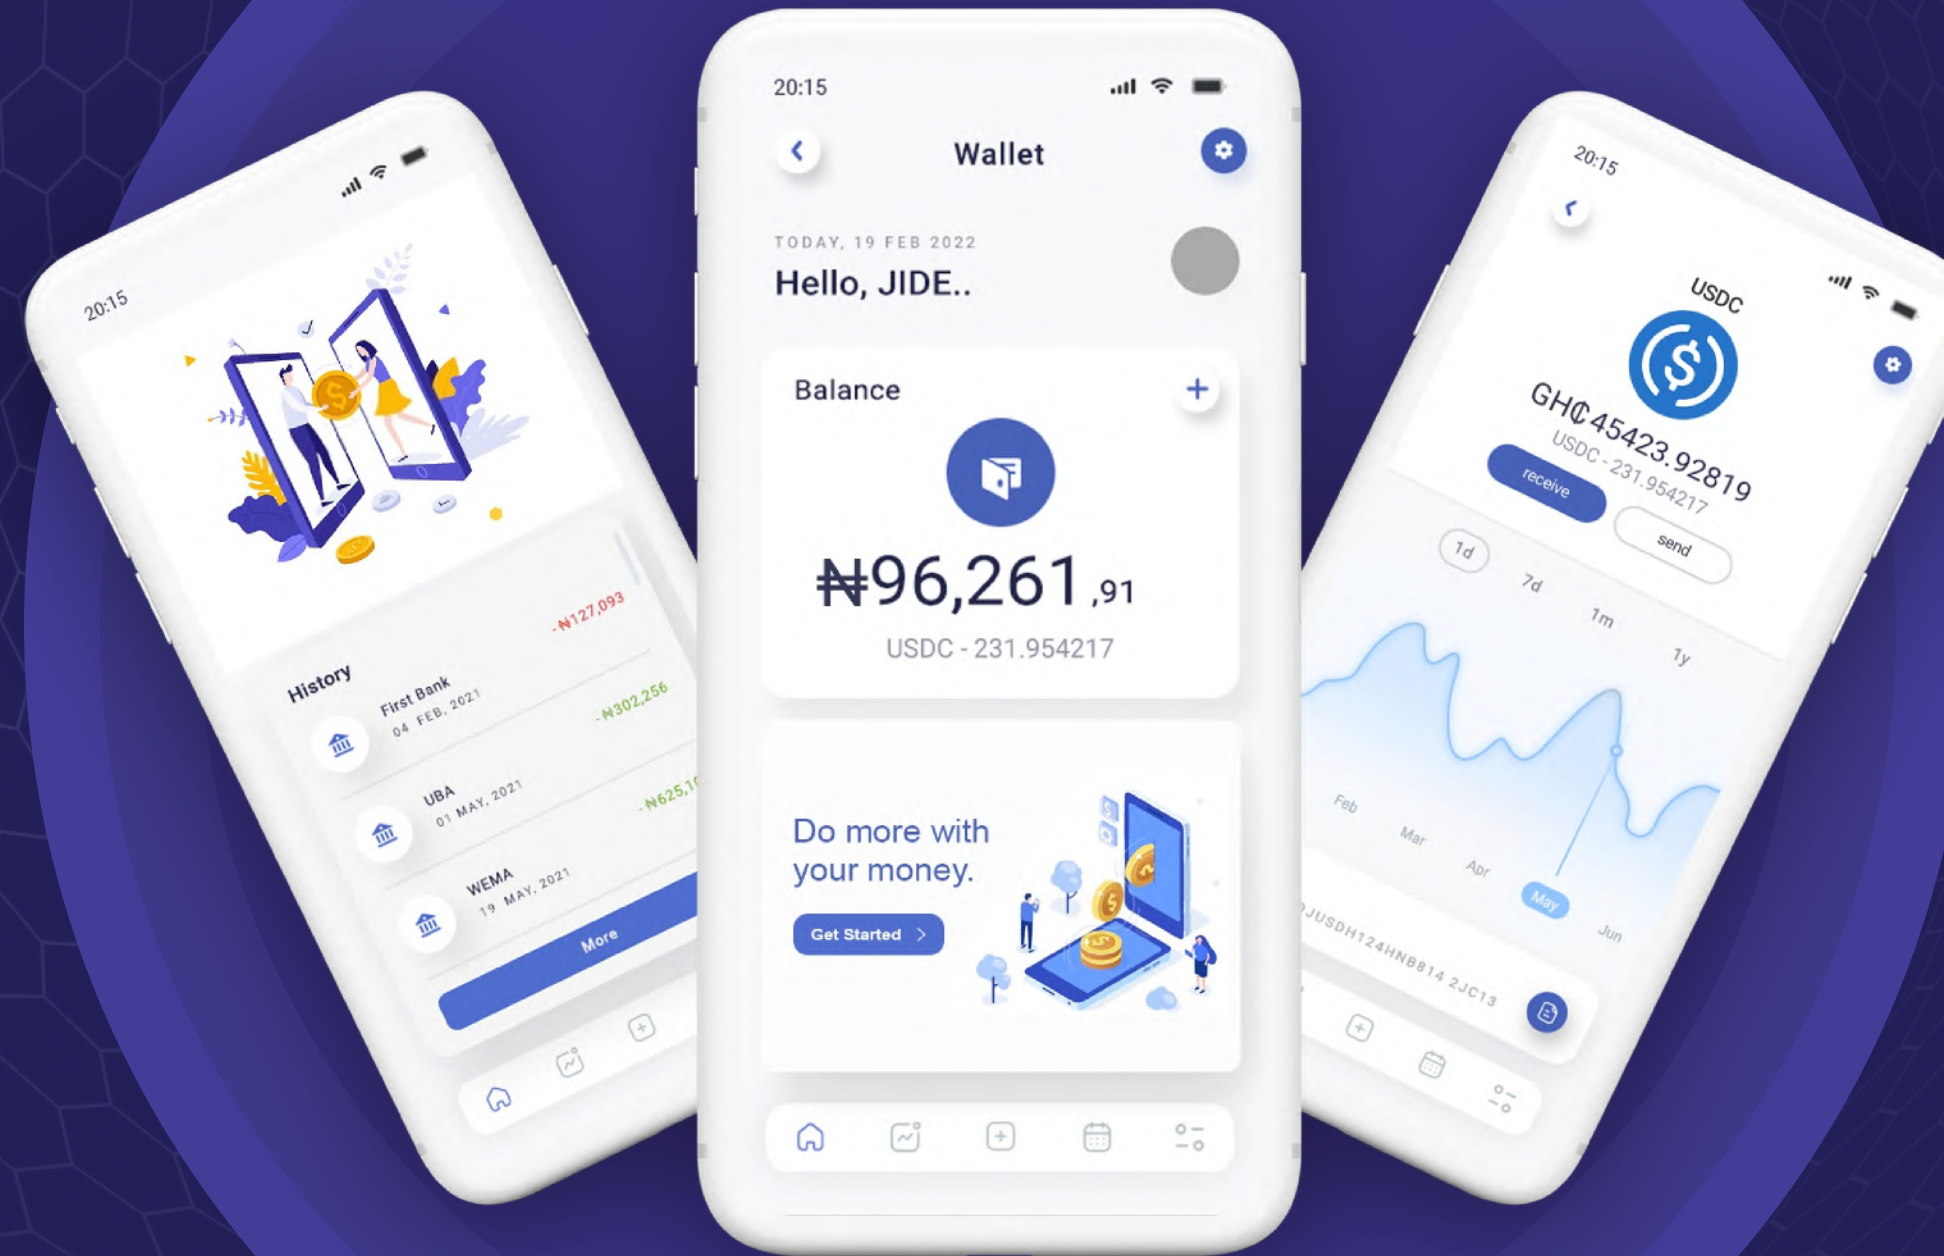 20:15
History
-₦127,093
First Bank
04 FEB, 2021
-₦302,256
UBA
01 MAY, 2021
WEMA
19 MAY, 2021
More
20:15
Wallet
TODAY, 19 FEB 2022
Hello, JIDE..
Balance
₦96,261,91
USDC - 231.954217
Do more with
your money.
Get Started
20:15
USDC
GH₵45423.92819
USDC - 231.954217
receive
send
1d 7d 1m 1y
Feb Mar Apr May Jun
JUSDH124HNB814 2JC13